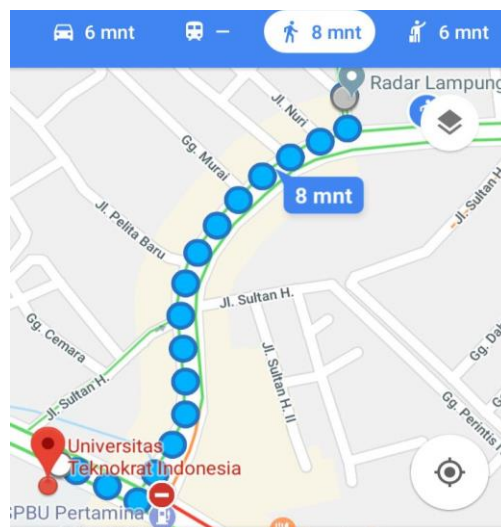 6 mnt
—
8 mnt
6 mnt
Radar Lampung
Jl. Nuri
Gg. Murai
8 mnt
Jl. Sultan H.
Jl. Pelita Baru
Jl. Sultan H.
Gg. Cemara
Jl. Sultan H. II
Gg. Da
Jl. Sultan H.
Gg. Perintis
Universitas
Teknokrat Indonesia
SPBU Pertamina